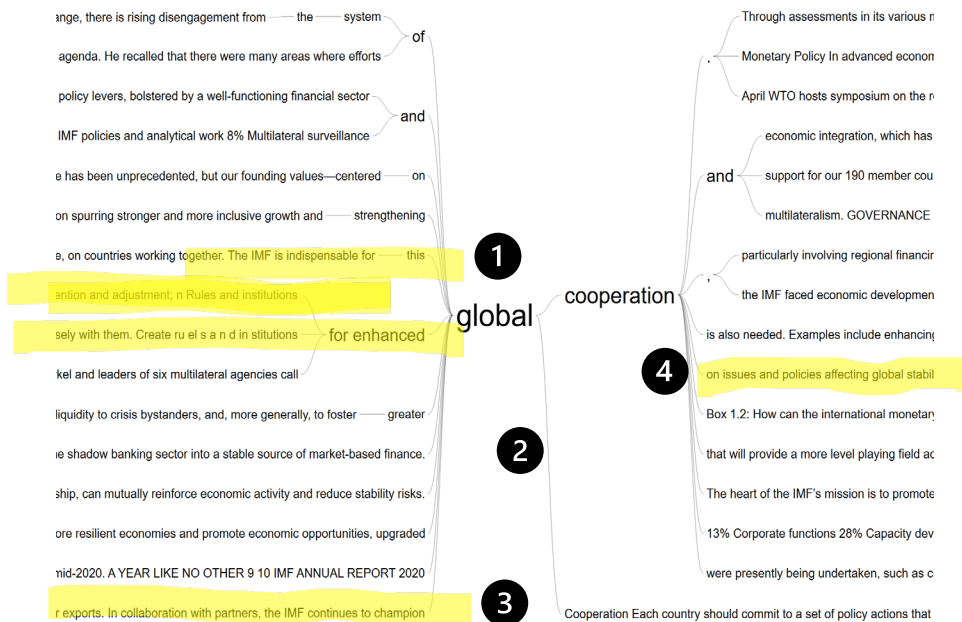 ange, there is rising disengagement from the system
of
agenda. He recalled that there were many areas where efforts
policy levers, bolstered by a well-functioning financial sector
and
IMF policies and analytical work 8% Multilateral surveillance
e has been unprecedented, but our founding values—centered on
on spurring stronger and more inclusive growth and strengthening
e, on countries working together. The IMF is indispensable for this
ention and adjustment; n Rules and institutions
sely with them. Create ru el s a n d in stitutions
for enhanced
kel and leaders of six multilateral agencies call
liquidity to crisis bystanders, and, more generally, to foster greater
e shadow banking sector into a stable source of market-based finance.
ship, can mutually reinforce economic activity and reduce stability risks.
ore resilient economies and promote economic opportunities, upgraded
mid-2020. A YEAR LIKE NO OTHER 9 10 IMF ANNUAL REPORT 2020
r exports. In collaboration with partners, the IMF continues to champion
1
global
2
3
cooperation
4
Through assessments in its various
.
Monetary Policy In advanced econom
April WTO hosts symposium on the re
economic integration, which has
and
support for our 190 member cou
multilateralism. GOVERNANCE
particularly involving regional financin
,
the IMF faced economic developmen
is also needed. Examples include enhancing
on issues and policies affecting global stabil
Box 1.2: How can the international monetary
that will provide a more level playing field ac
The heart of the IMF's mission is to promote
13% Corporate functions 28% Capacity dev
were presently being undertaken, such as c
Cooperation Each country should commit to a set of policy actions that